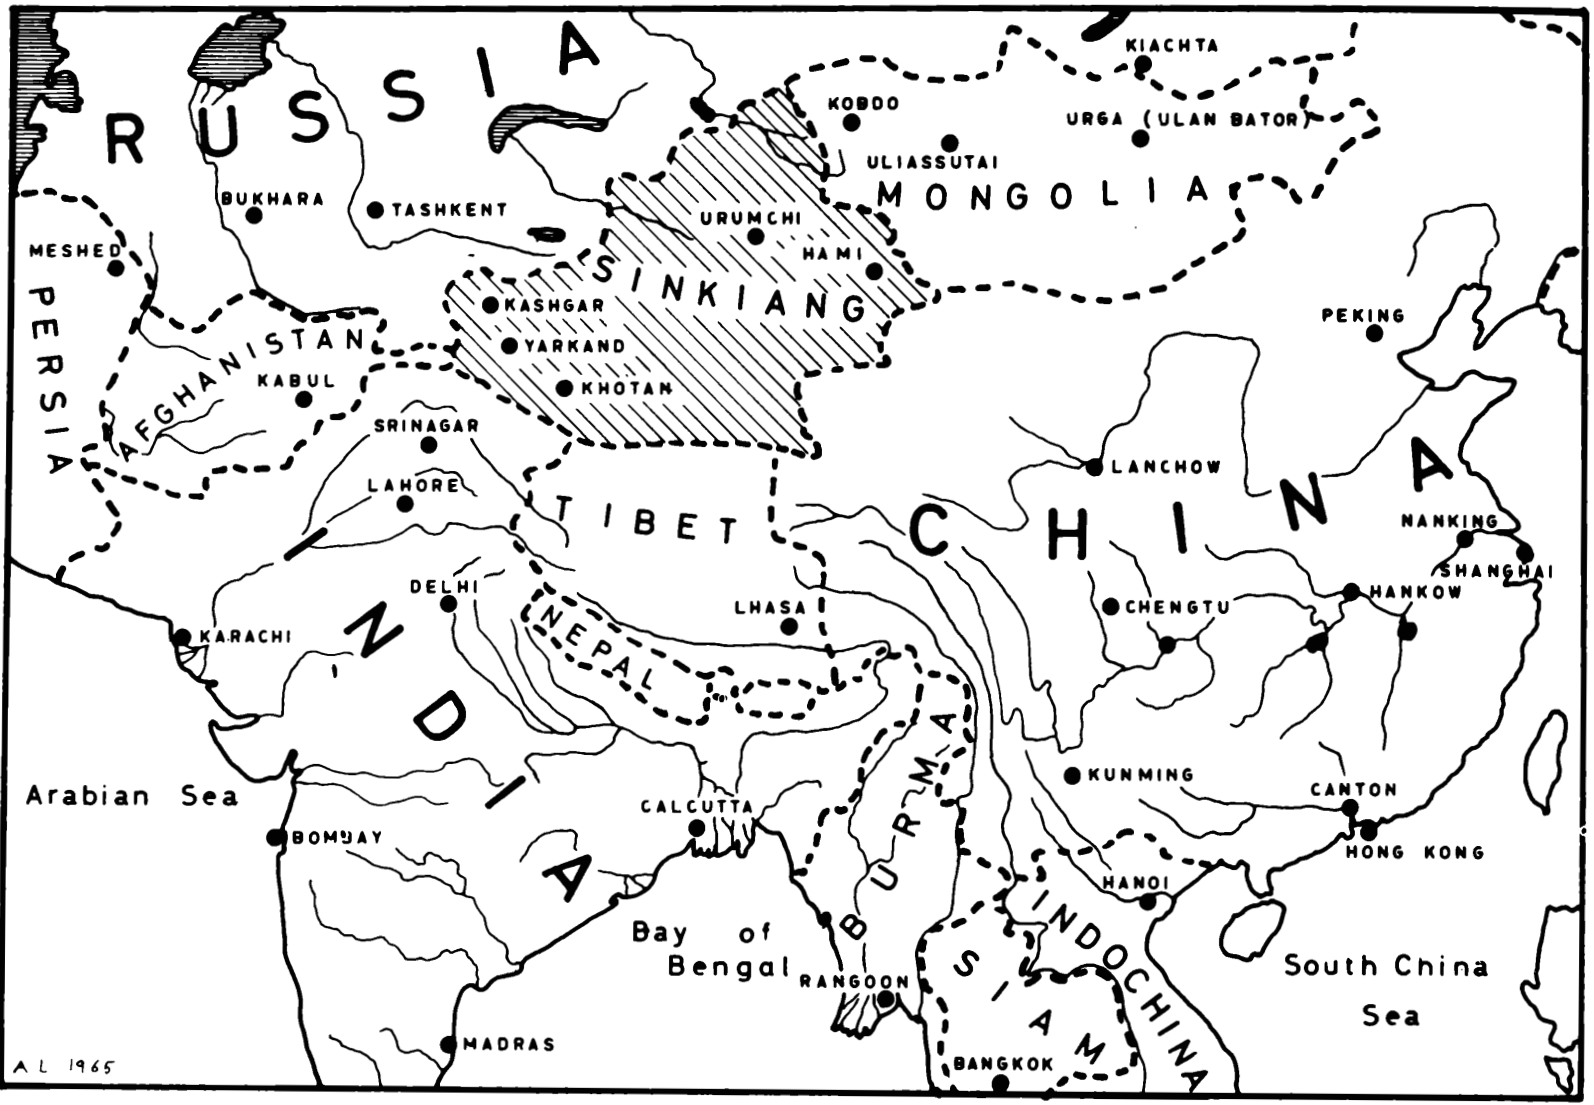 RUSSIA
KIACHTA
KOBDO
URGA (ULAN BATOR)
ULIASSUTAI
MONGOLIA
BUKHARA
TASHKENT
URUMCHI
HAMI
MESHED
SINKIANG
PERSIA
KASHGAR
YARKAND
KHOTAN
PEKING
AFGHANISTAN
KABUL
SRINAGAR
LAHORE
LANCHOW
TIBET
CHINA
NANKING
SHANGHAI
HANKOW
DELHI
LHASA
CHENGTU
KARACHI
NEPAL
INDIA
BURMA
KUNMING
CANTON
HONG KONG
Arabian Sea
CALCUTTA
BOMBAY
HANOI
INDOCHINA
Bay of
Bengal
RANGOON
SIAM
South China
Sea
MADRAS
BANGKOK
AL 1965